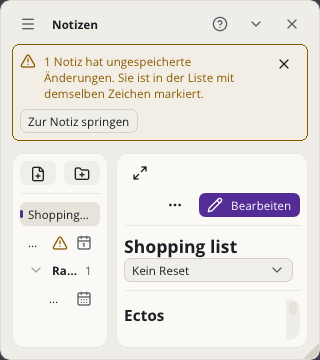 Notizen
1 Notiz hat ungespeicherte
Änderungen. Sie ist in der Liste mit
demselben Zeichen markiert.
Zur Notiz springen
Bearbeiten
Shopping...
...
Ra... 1
...
Shopping list
Kein Reset
Ectos